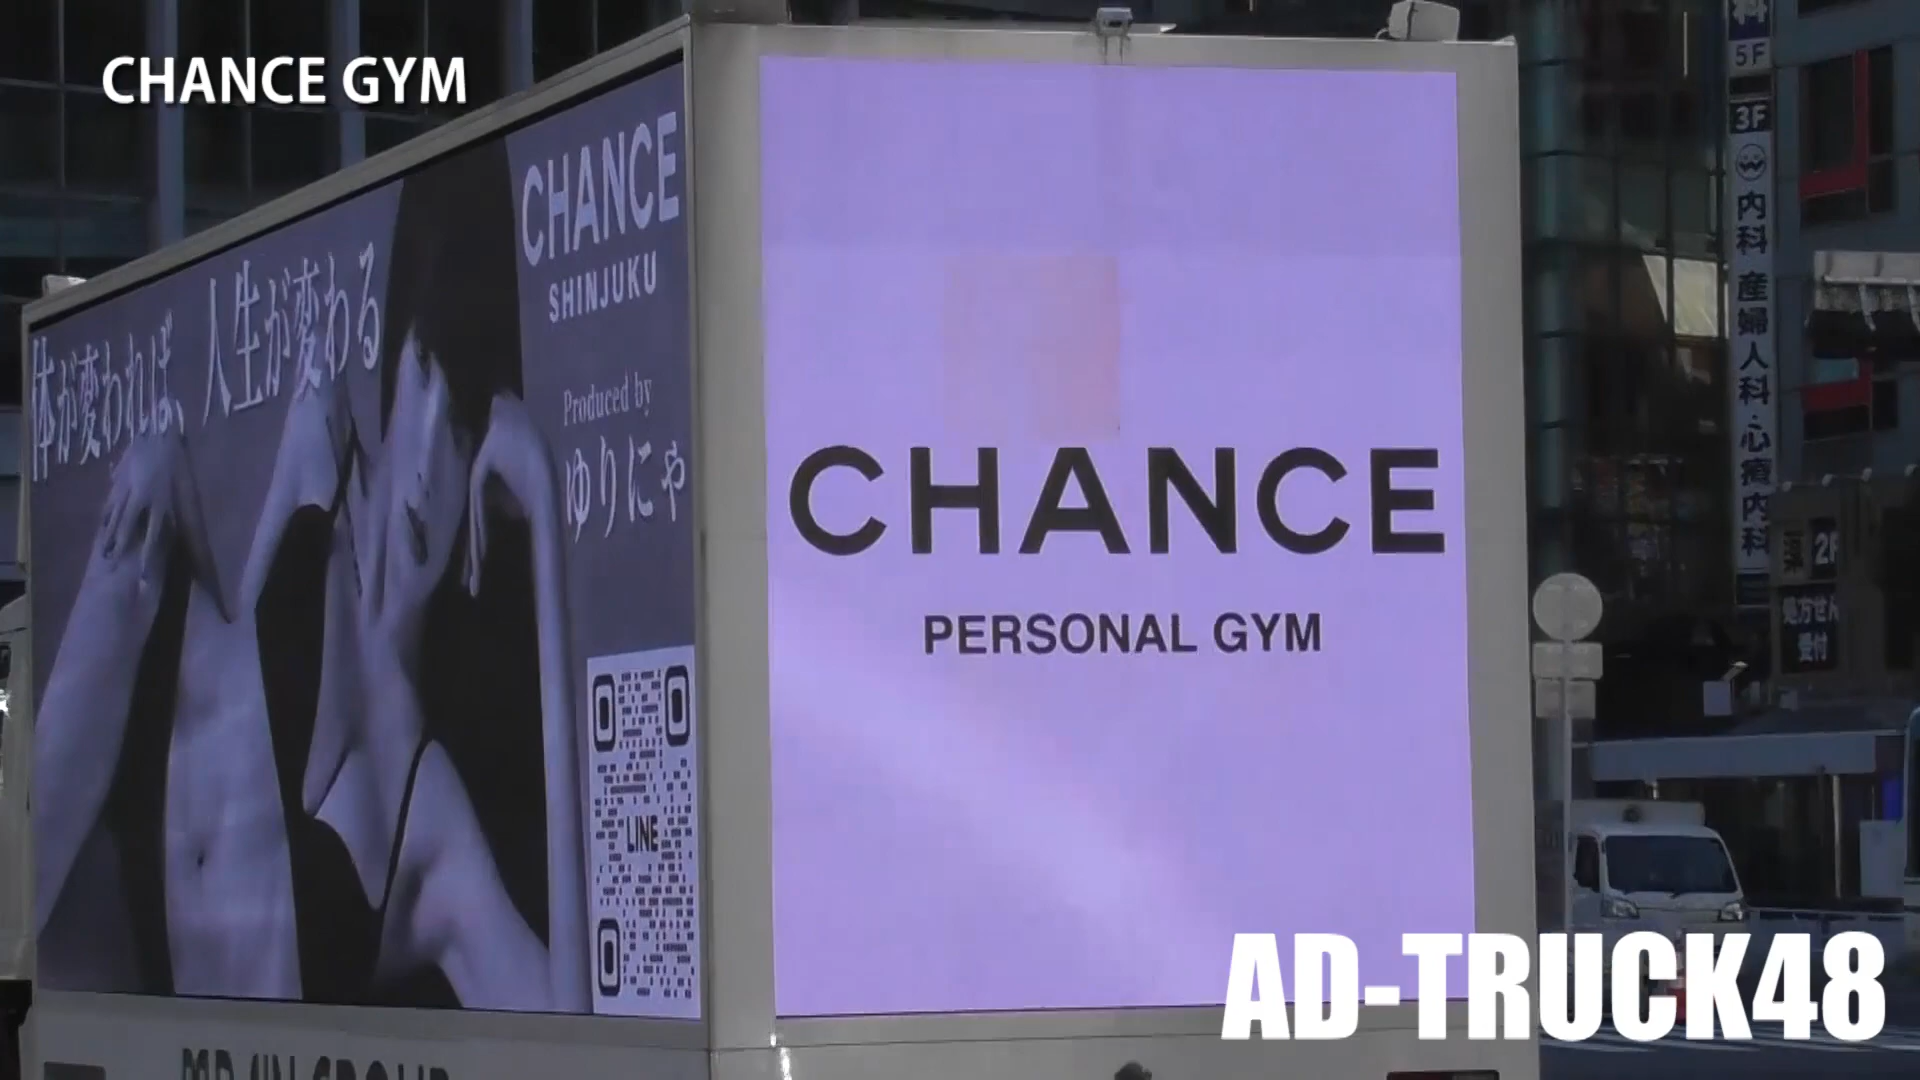 CHANCE GYM
CHANCE
SHINJUKU
体が変われば、人生が変わる
Produced by
ゆりにゃ
LINE
CHANCE
PERSONAL GYM
科
5F
3F
内科 産婦人科・心療内科
薬 2F
処方せん
受付
AD-TRUCK48